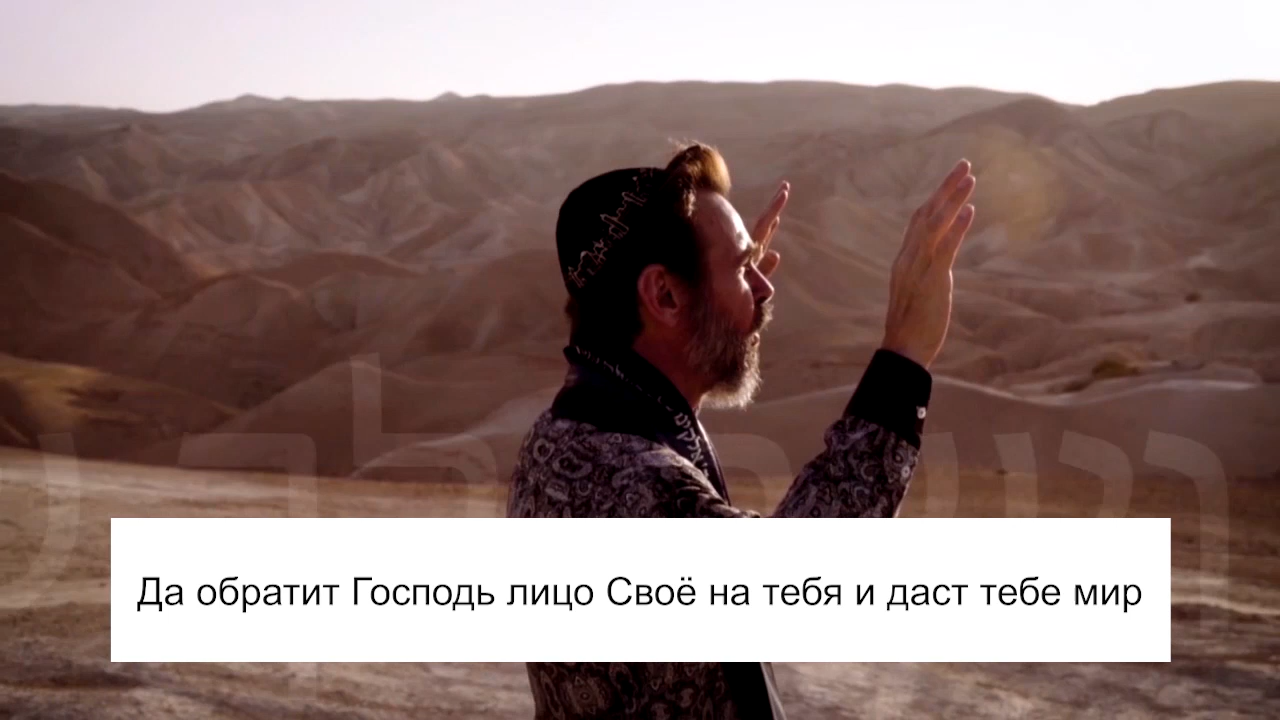 Да обратит Господь лицо Своё на тебя и даст тебе мир